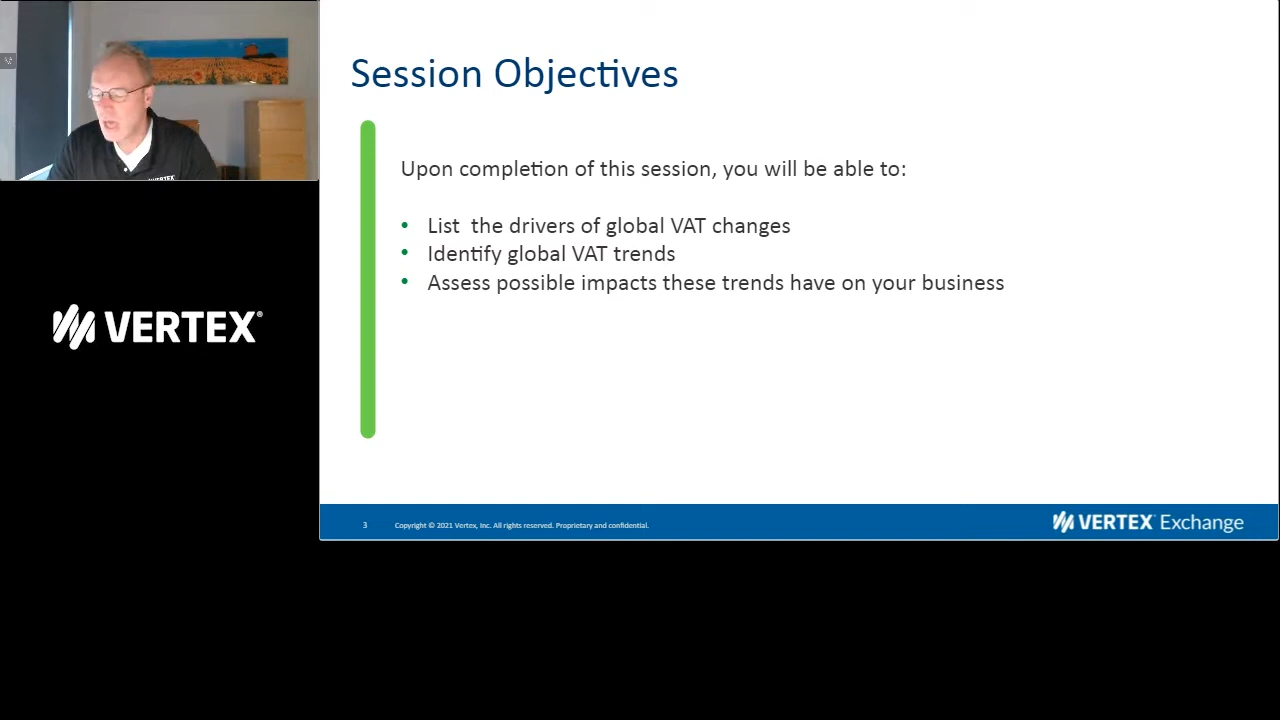 Session Objectives
Upon completion of this session, you will be able to:
• List  the drivers of global VAT changes
• Identify global VAT trends
• Assess possible impacts these trends have on your business
VERTEX
VERTEX®
3 Copyright © 2021 Vertex, Inc. All rights reserved. Proprietary and confidential.
VERTEX Exchange